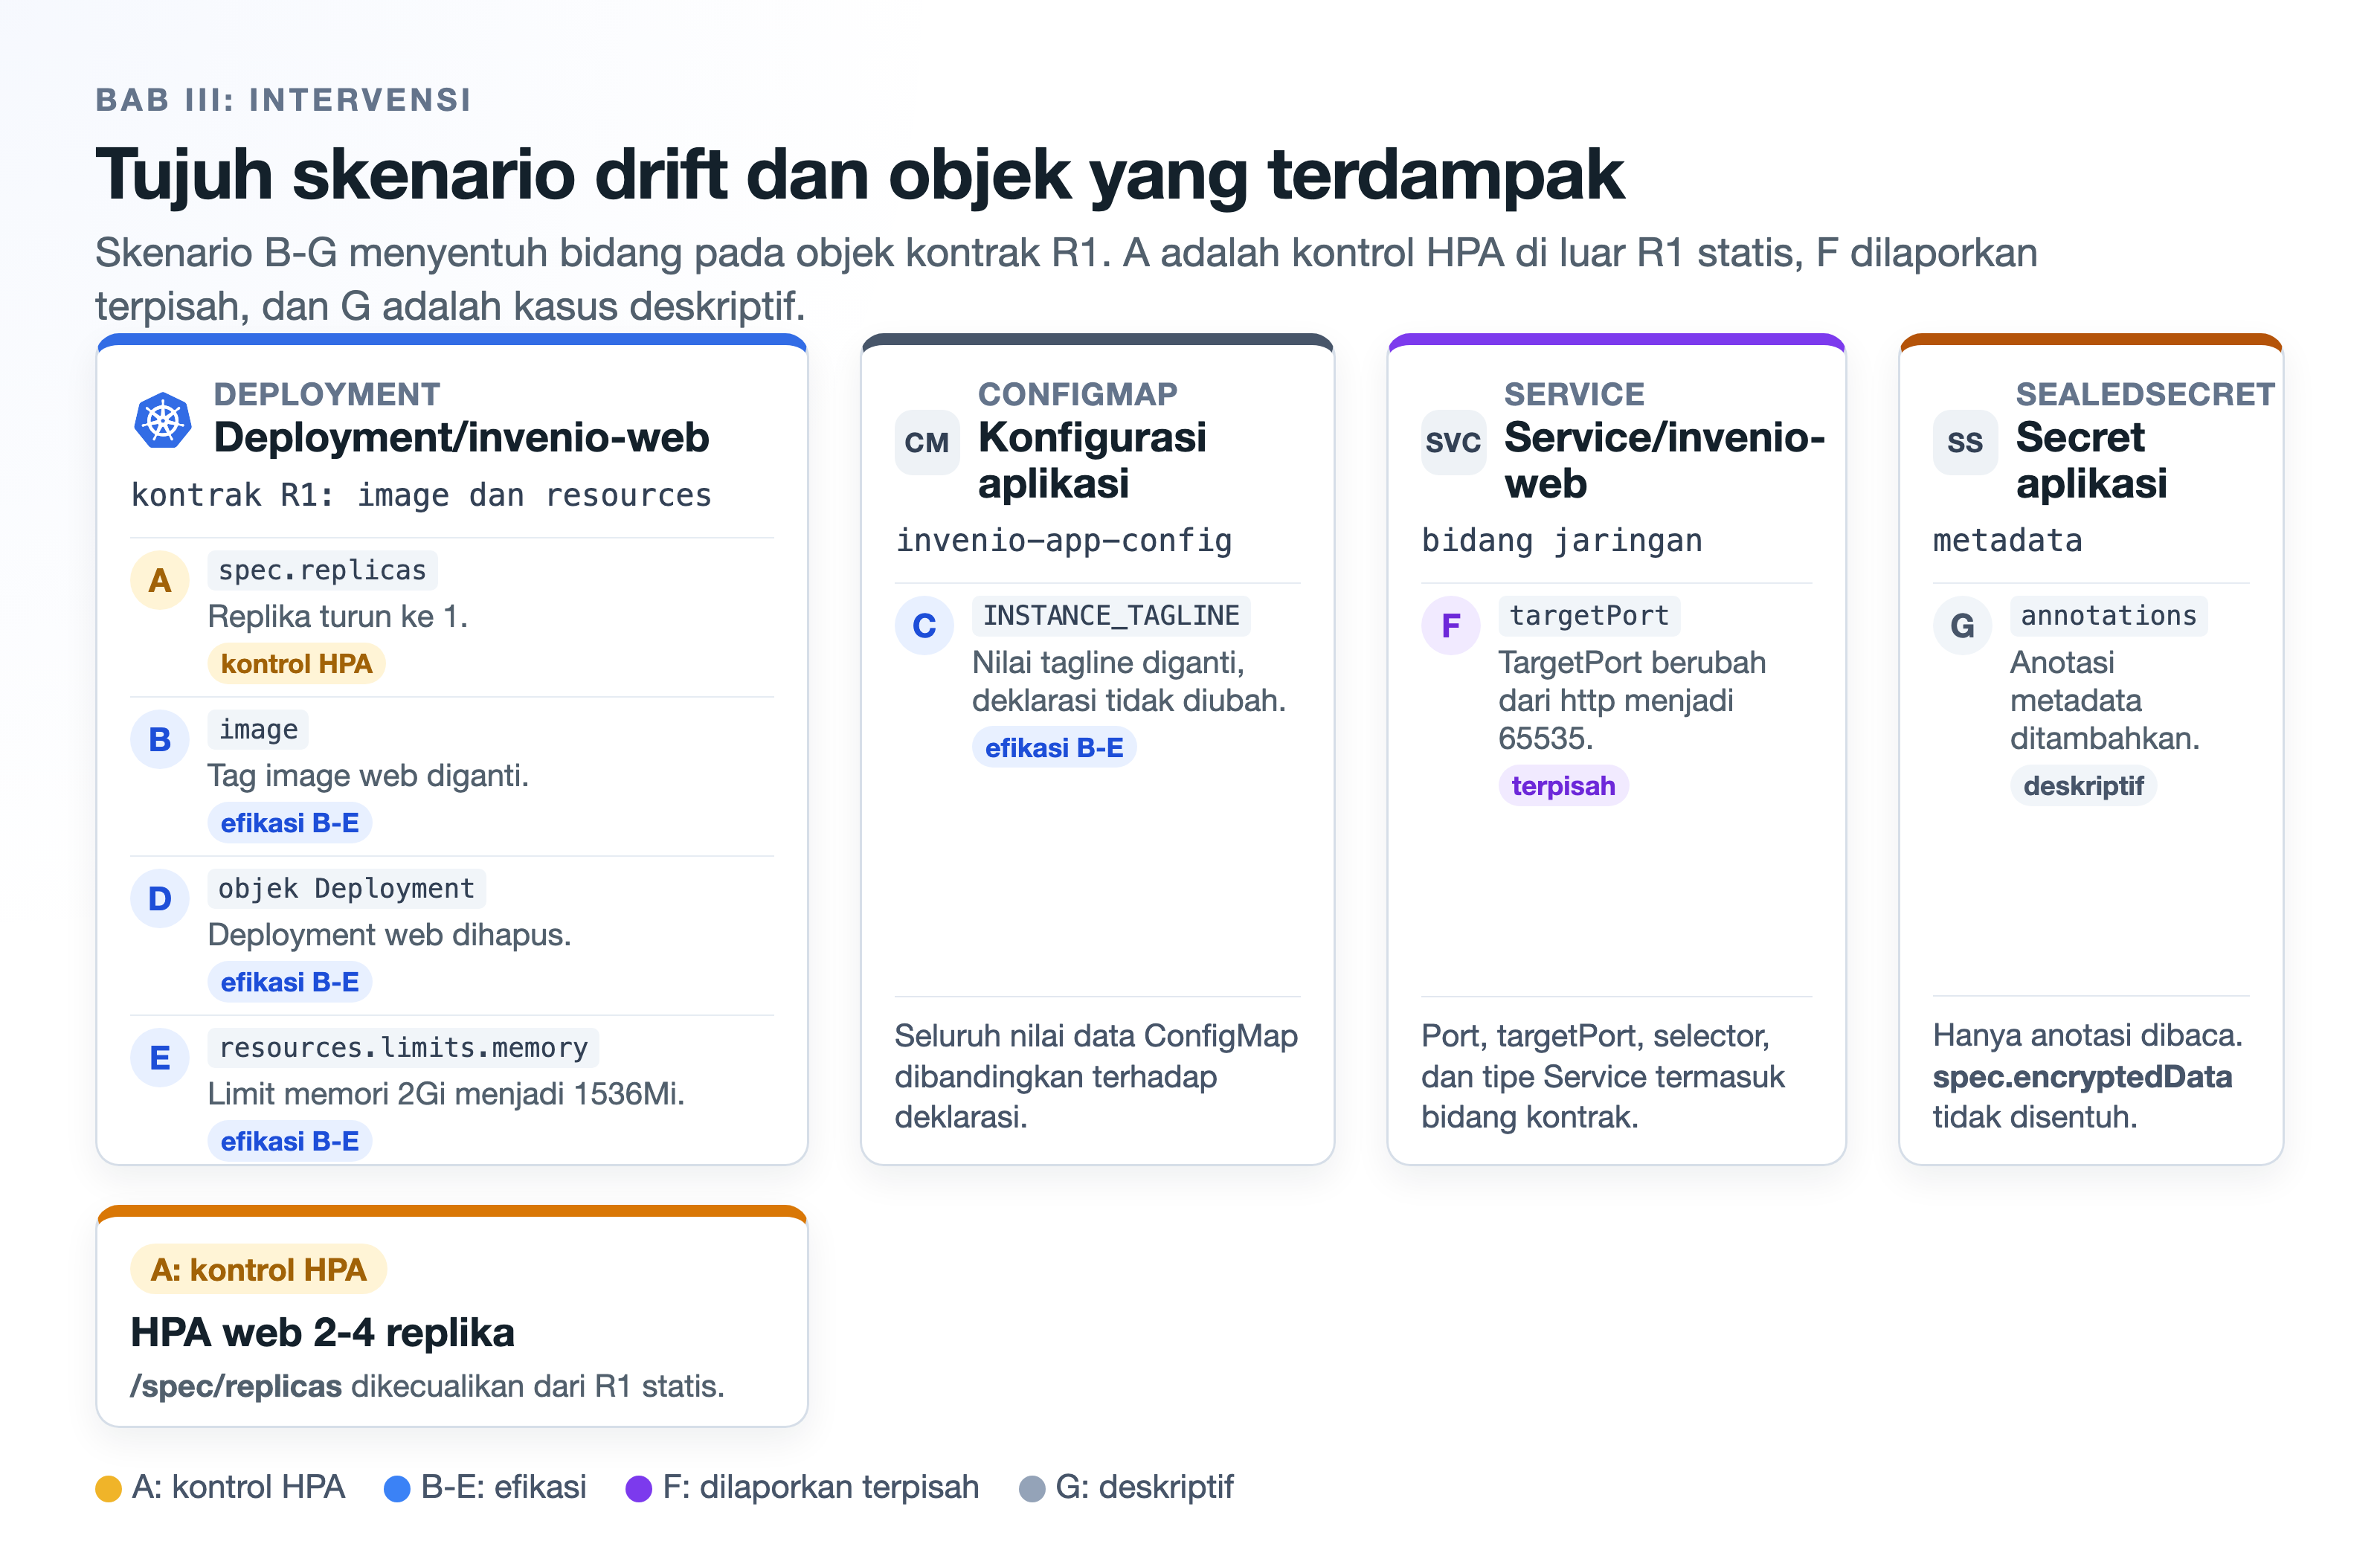 BAB III: INTERVENSI
Tujuh skenario drift dan objek yang terdampak
Skenario B-G menyentuh bidang pada objek kontrak R1. A adalah kontrol HPA di luar R1 statis, F dilaporkan
terpisah, dan G adalah kasus deskriptif.
DEPLOYMENT
Deployment/invenio-web
kontrak R1: image dan resources
A
spec.replicas
Replika turun ke 1.
kontrol HPA
B
image
Tag image web diganti.
efikasi B-E
D
objek Deployment
Deployment web dihapus.
efikasi B-E
E
resources.limits.memory
Limit memori 2Gi menjadi 1536Mi.
efikasi B-E
CM
CONFIGMAP
Konfigurasi
aplikasi
invenio-app-config
C
INSTANCE_TAGLINE
Nilai tagline diganti,
deklarasi tidak diubah.
efikasi B-E
Seluruh nilai data ConfigMap
dibandingkan terhadap
deklarasi.
SVC
SERVICE
Service/invenio-
web
bidang jaringan
F
targetPort
TargetPort berubah
dari http menjadi
65535.
terpisah
Port, targetPort, selector,
dan tipe Service termasuk
bidang kontrak.
SS
SEALEDSECRET
Secret
aplikasi
metadata
G
annotations
Anotasi
metadata
ditambahkan.
deskriptif
Hanya anotasi dibaca.
spec.encryptedData
tidak disentuh.
A: kontrol HPA
HPA web 2-4 replika
/spec/replicas dikecualikan dari R1 statis.
A: kontrol HPA
B-E: efikasi
F: dilaporkan terpisah
G: deskriptif